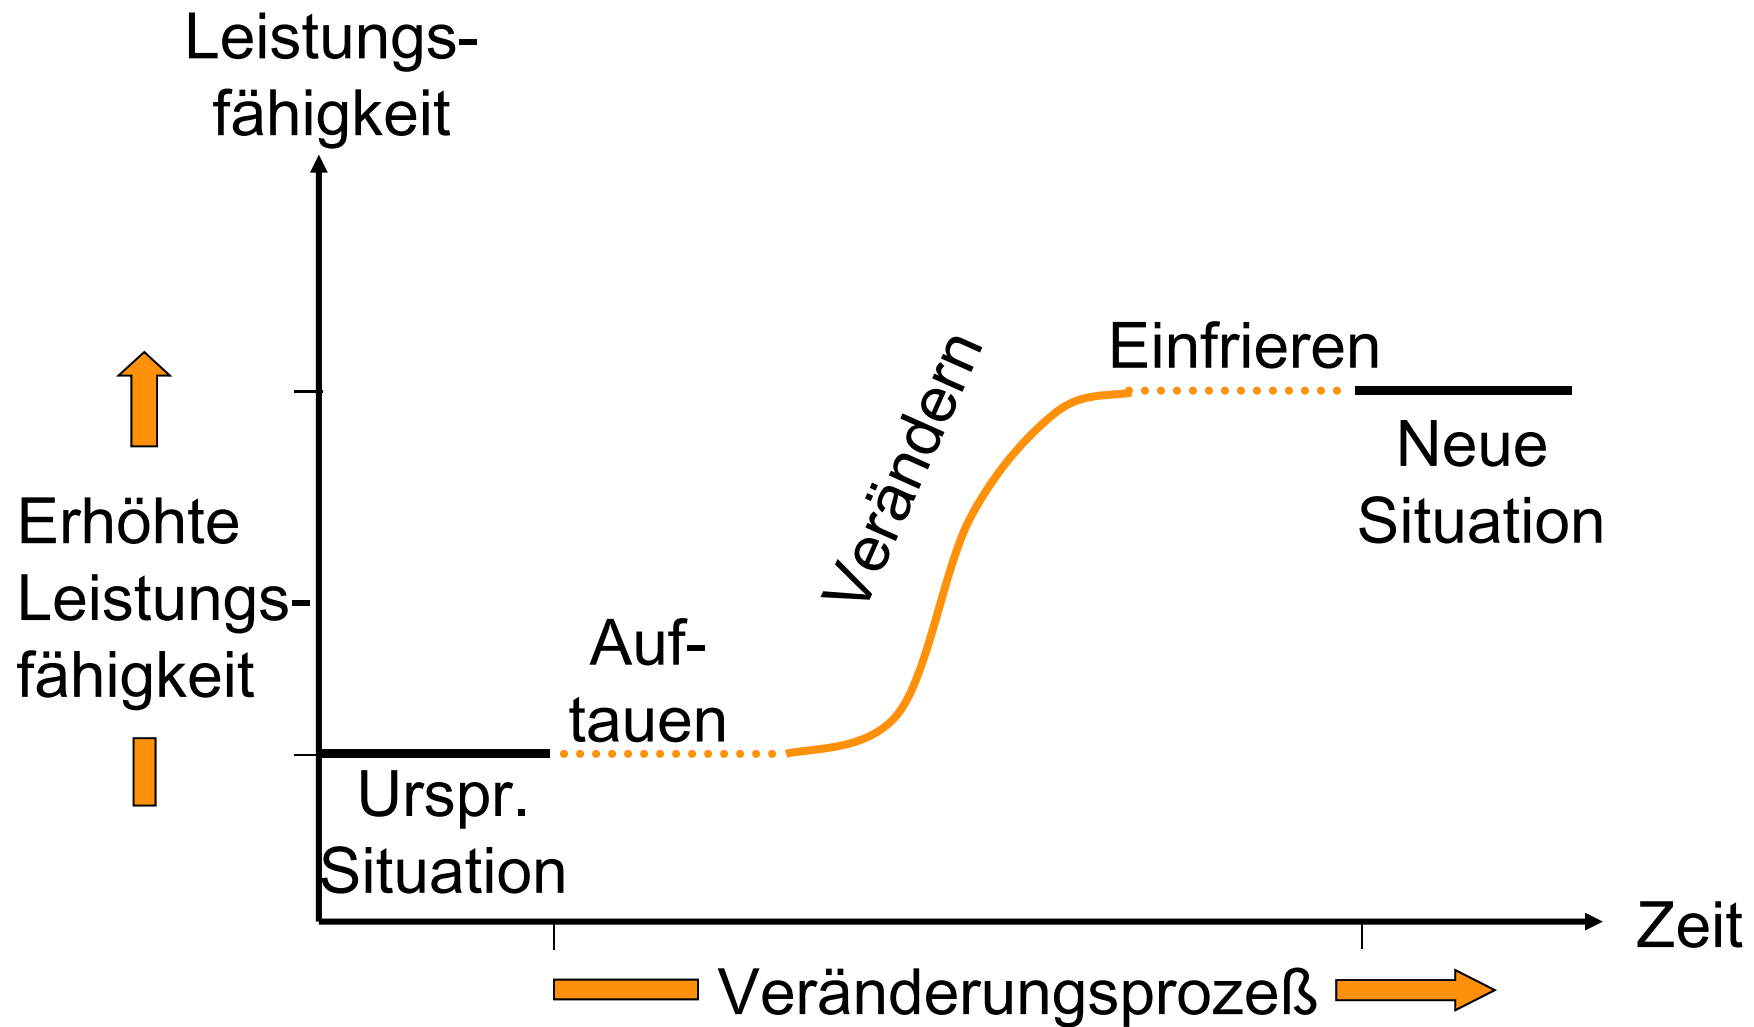 Leistungs-
fähigkeit
Einfrieren
Verändern
Neue
Situation
Erhöhte
Leistungs-
fähigkeit
Auf-
tauen
Urspr.
Situation
Zeit
Veränderungsprozeß